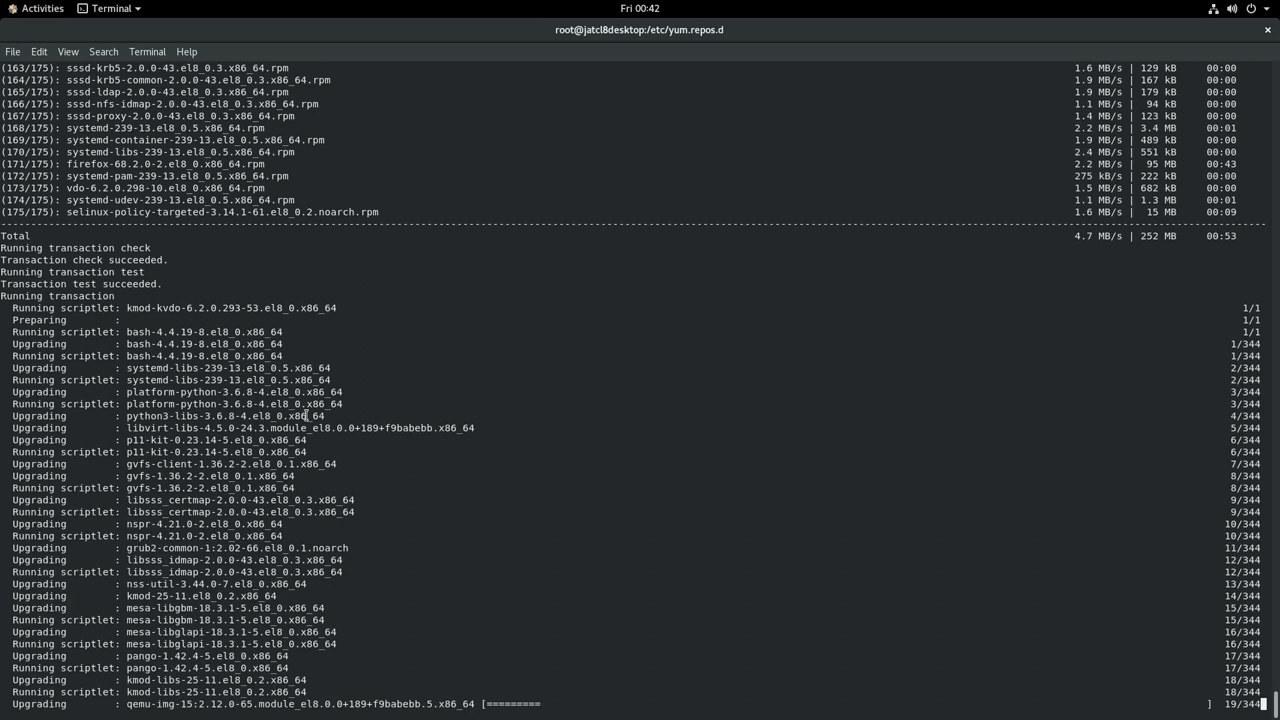 Activities Terminal Fri 00:42
root@jatcl8desktop:/etc/yum.repos.d ×
File Edit View Search Terminal Help
(163/175): sssd-krb5-2.0.0-43.el8_0.3.x86_64.rpm 1.6 MB/s | 129 kB 00:00
(164/175): sssd-krb5-common-2.0.0-43.el8_0.3.x86_64.rpm 1.9 MB/s | 167 kB 00:00
(165/175): sssd-ldap-2.0.0-43.el8_0.3.x86_64.rpm 1.9 MB/s | 179 kB 00:00
(166/175): sssd-nfs-idmap-2.0.0-43.el8_0.3.x86_64.rpm 1.1 MB/s | 94 kB 00:00
(167/175): sssd-proxy-2.0.0-43.el8_0.3.x86_64.rpm 1.4 MB/s | 123 kB 00:00
(168/175): systemd-239-13.el8_0.5.x86_64.rpm 2.2 MB/s | 3.4 MB 00:01
(169/175): systemd-container-239-13.el8_0.5.x86_64.rpm 1.9 MB/s | 489 kB 00:00
(170/175): systemd-libs-239-13.el8_0.5.x86_64.rpm 2.4 MB/s | 551 kB 00:00
(171/175): firefox-68.2.0-2.el8_0.x86_64.rpm 2.2 MB/s | 95 MB 00:43
(172/175): systemd-pam-239-13.el8_0.5.x86_64.rpm 275 kB/s | 222 kB 00:00
(173/175): vdo-6.2.0.298-10.el8_0.x86_64.rpm 1.5 MB/s | 682 kB 00:00
(174/175): systemd-udev-239-13.el8_0.5.x86_64.rpm 1.1 MB/s | 1.3 MB 00:01
(175/175): selinux-policy-targeted-3.14.1-61.el8_0.2.noarch.rpm 1.6 MB/s | 15 MB 00:09
Total 4.7 MB/s | 252 MB 00:53
Running transaction check
Transaction check succeeded.
Running transaction test
Transaction test succeeded.
Running transaction
Running scriptlet: kmod-kvdo-6.2.0.293-53.el8_0.x86_64 1/1
Preparing : 1/1
Running scriptlet: bash-4.4.19-8.el8_0.x86_64 1/1
Upgrading : bash-4.4.19-8.el8_0.x86_64 1/344
Running scriptlet: bash-4.4.19-8.el8_0.x86_64 1/344
Upgrading : systemd-libs-239-13.el8_0.5.x86_64 2/344
Running scriptlet: systemd-libs-239-13.el8_0.5.x86_64 2/344
Upgrading : platform-python-3.6.8-4.el8_0.x86_64 3/344
Running scriptlet: platform-python-3.6.8-4.el8_0.x86_64 3/344
Upgrading : python3-libs-3.6.8-4.el8_0.x86_64 4/344
Upgrading : libvirt-libs-4.5.0-24.3.module_el8.0.0+189+f9babebb.x86_64 5/344
Upgrading : p11-kit-0.23.14-5.el8_0.x86_64 6/344
Running scriptlet: p11-kit-0.23.14-5.el8_0.x86_64 6/344
Upgrading : gvfs-client-1.36.2-2.el8_0.1.x86_64 7/344
Upgrading : gvfs-1.36.2-2.el8_0.1.x86_64 8/344
Running scriptlet: gvfs-1.36.2-2.el8_0.1.x86_64 8/344
Upgrading : libsss_certmap-2.0.0-43.el8_0.3.x86_64 9/344
Running scriptlet: libsss_certmap-2.0.0-43.el8_0.3.x86_64 9/344
Upgrading : nspr-4.21.0-2.el8_0.x86_64 10/344
Running scriptlet: nspr-4.21.0-2.el8_0.x86_64 10/344
Upgrading : grub2-common-1:2.02-66.el8_0.1.noarch 11/344
Upgrading : libsss_idmap-2.0.0-43.el8_0.3.x86_64 12/344
Running scriptlet: libsss_idmap-2.0.0-43.el8_0.3.x86_64 12/344
Upgrading : nss-util-3.44.0-7.el8_0.x86_64 13/344
Upgrading : kmod-25-11.el8_0.2.x86_64 14/344
Upgrading : mesa-libgbm-18.3.1-5.el8_0.x86_64 15/344
Running scriptlet: mesa-libgbm-18.3.1-5.el8_0.x86_64 15/344
Upgrading : mesa-libglapi-18.3.1-5.el8_0.x86_64 16/344
Running scriptlet: mesa-libglapi-18.3.1-5.el8_0.x86_64 16/344
Upgrading : pango-1.42.4-5.el8_0.x86_64 17/344
Running scriptlet: pango-1.42.4-5.el8_0.x86_64 17/344
Upgrading : kmod-libs-25-11.el8_0.2.x86_64 18/344
Running scriptlet: kmod-libs-25-11.el8_0.2.x86_64 18/344
Upgrading : qemu-img-15:2.12.0-65.module_el8.0.0+189+f9babebb.5.x86_64 [========= ] 19/344